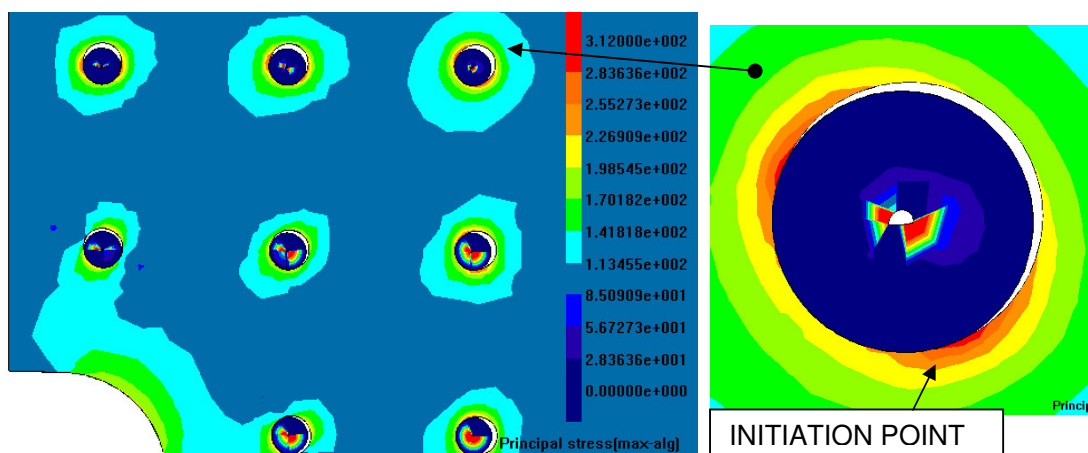 3.12000e+002
2.83636e+002
2.55273e+002
2.26909e+002
1.98545e+002
1.70182e+002
1.41818e+002
1.13455e+002
8.50909e+001
5.67273e+001
2.83636e+001
0.00000e+000
Principal stress(max-alg)
Princip
INITIATION POINT